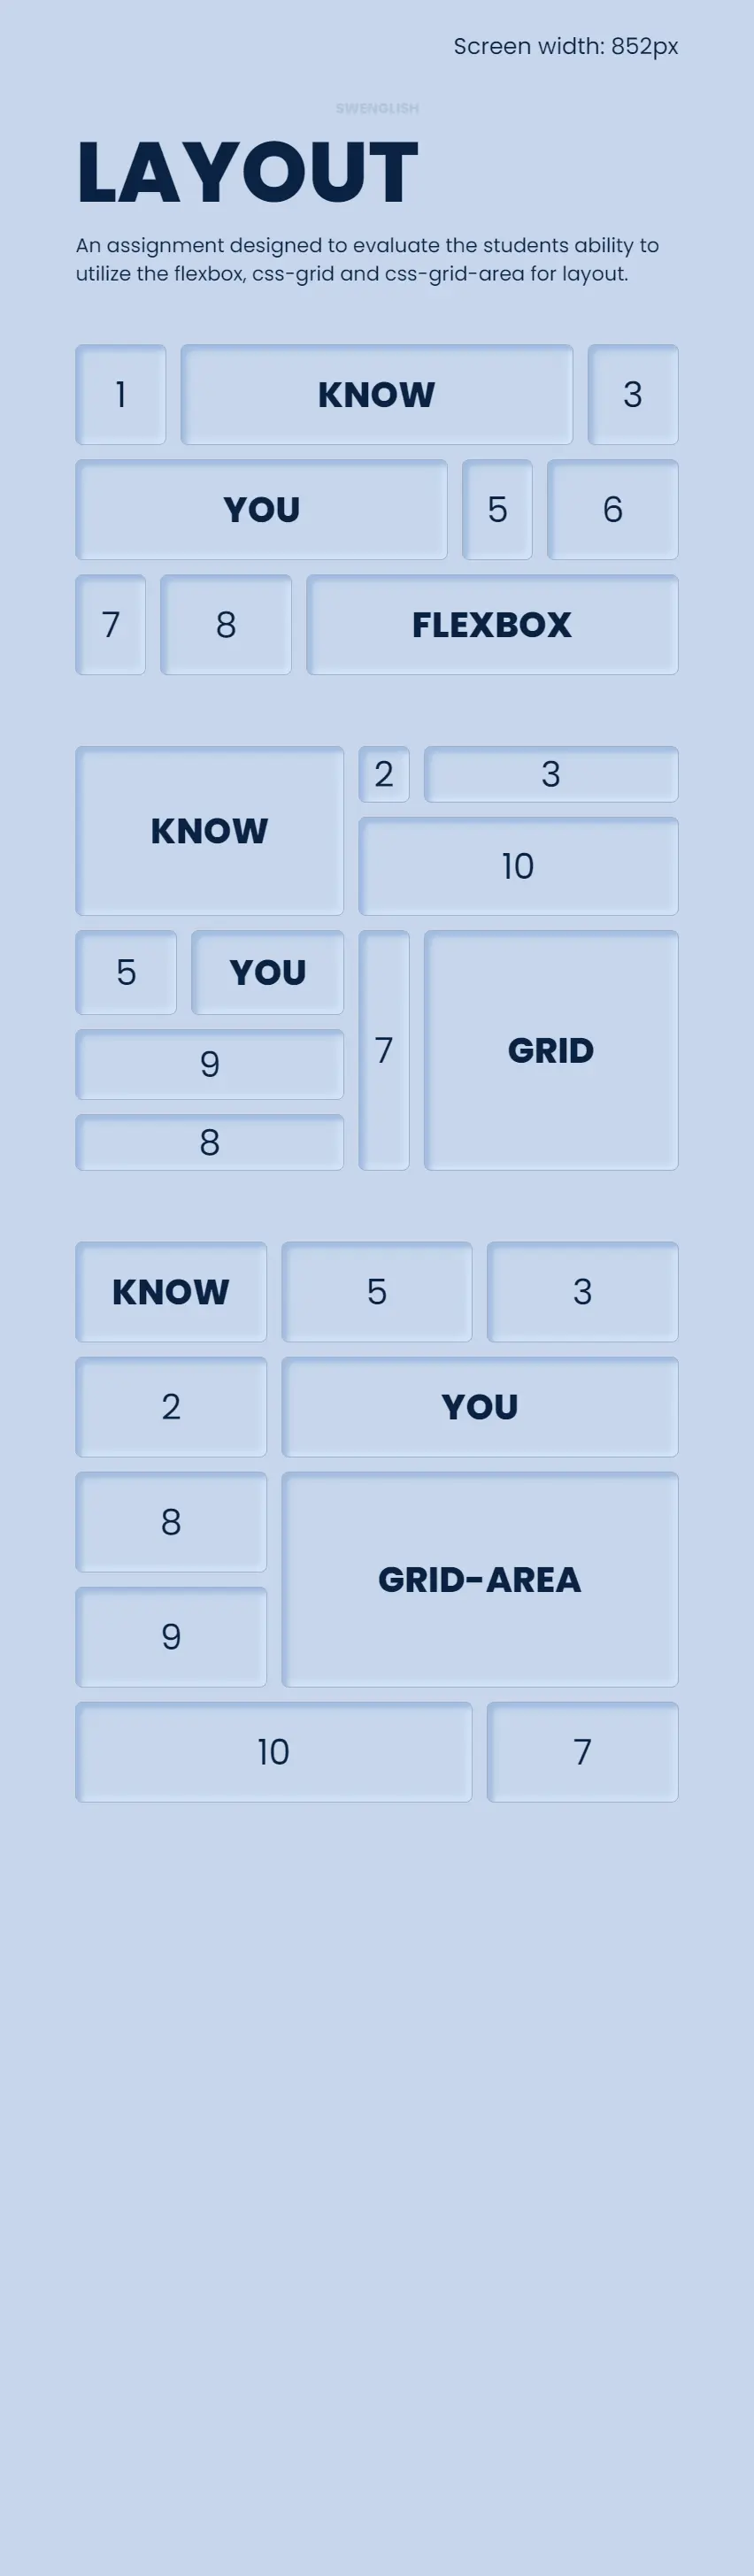 Screen width: 852px
SWENGLISH
LAYOUT
An assignment designed to evaluate the students ability to
utilize the flexbox, css-grid and css-grid-area for layout.
1 KNOW 3
YOU 5 6
7 8 FLEXBOX
KNOW 2 3
10
5 YOU 7 GRID
9
8
KNOW 5 3
2 YOU
8 GRID-AREA
9
10 7